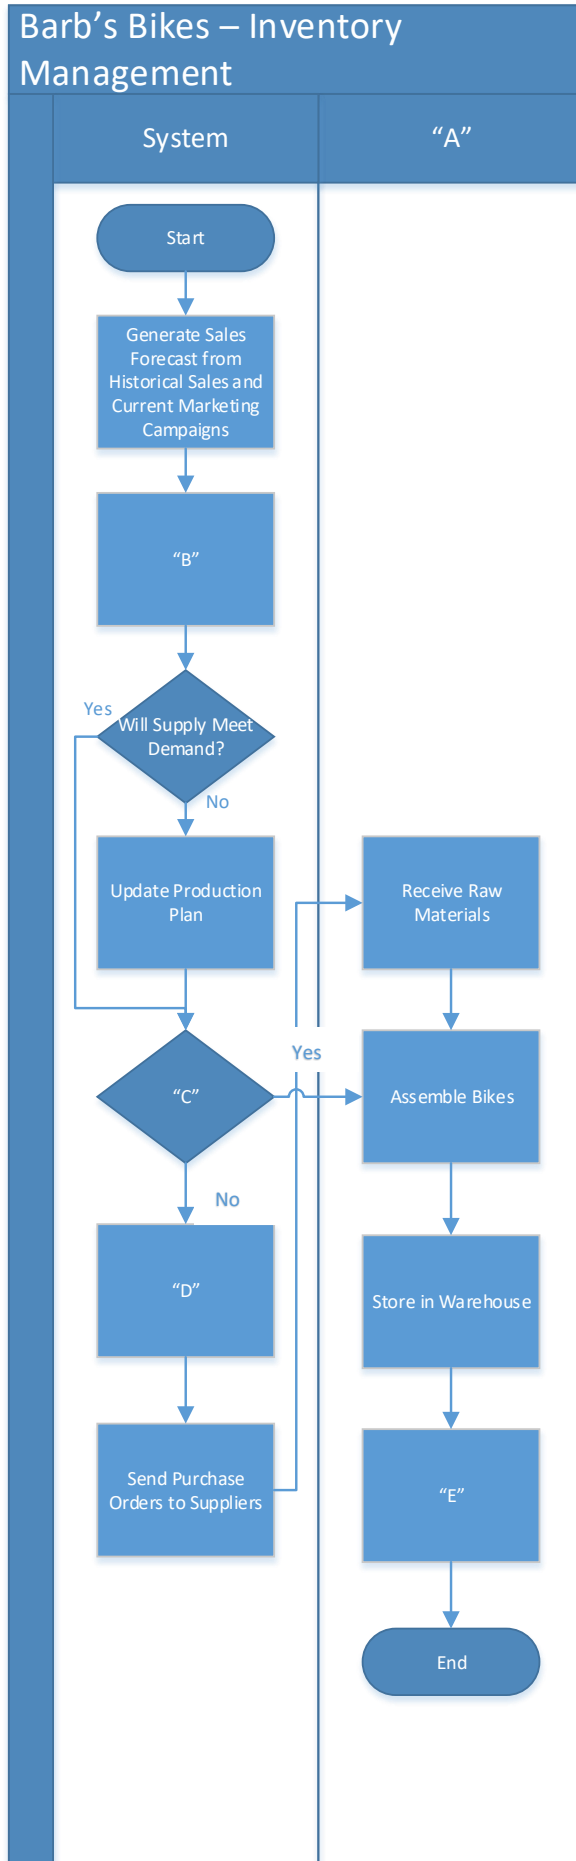 Barb’s Bikes – Inventory
Management
System
“A”
Start
Generate Sales
Forecast from
Historical Sales and
Current Marketing
Campaigns
“B”
Yes
Will Supply Meet
Demand?
No
Update Production
Plan
Receive Raw
Materials
Yes
“C”
Assemble Bikes
No
“D”
Store in Warehouse
Send Purchase
Orders to Suppliers
“E”
End